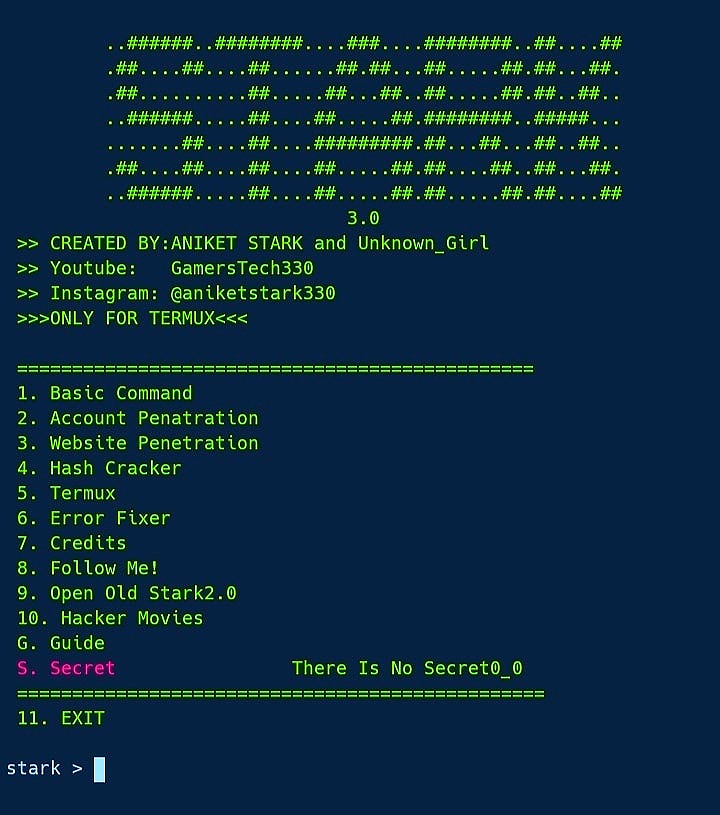 ..######..########....###....########..##....##
.##....##....##......##.##...##.....##.##...##.
.##..........##.....##...##..##.....##.##..##..
..######.....##....##.....##.########..#####...
.......##....##....#########.##...##...##..##..
.##....##....##....##.....##.##....##..##...##.
..######.....##....##.....##.##.....##.##....##
3.0
>> CREATED BY:ANIKET STARK and Unknown_Girl
>> Youtube:   GamersTech330
>> Instagram: @aniketstark330
>>>ONLY FOR TERMUX<<<
===============================================
1. Basic Command
2. Account Penatration
3. Website Penetration
4. Hash Cracker
5. Termux
6. Error Fixer
7. Credits
8. Follow Me!
9. Open Old Stark2.0
10. Hacker Movies
G. Guide
S. Secret                There Is No Secret0_0
================================================
11. EXIT
stark >